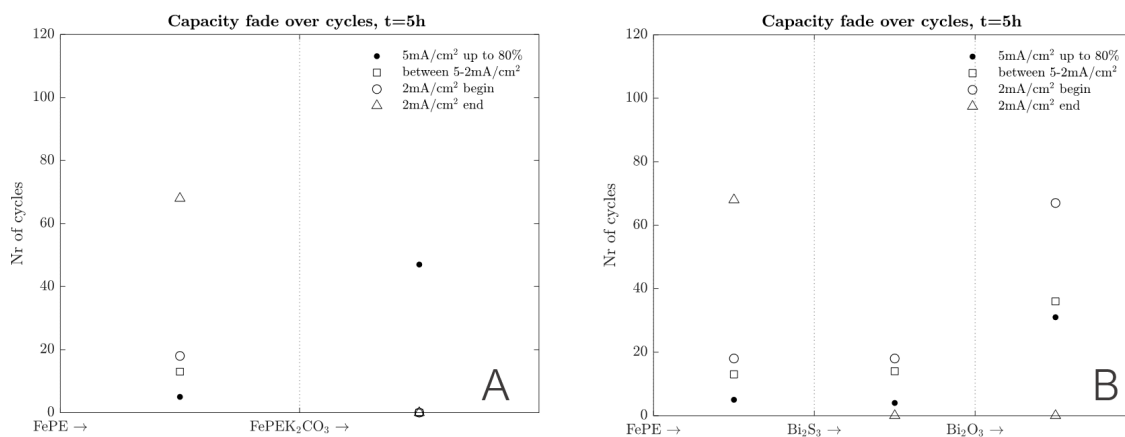 Capacity fade over cycles, t=5h
120
100
80
60
40
20
0
Nr of cycles
5mA/cm² up to 80%
between 5-2mA/cm²
2mA/cm² begin
2mA/cm² end
FePE →
FePEK₂CO₃ →
A
Capacity fade over cycles, t=5h
120
100
80
60
40
20
0
Nr of cycles
5mA/cm² up to 80%
between 5-2mA/cm²
2mA/cm² begin
2mA/cm² end
FePE →
Bi₂S₃ →
Bi₂O₃ →
B